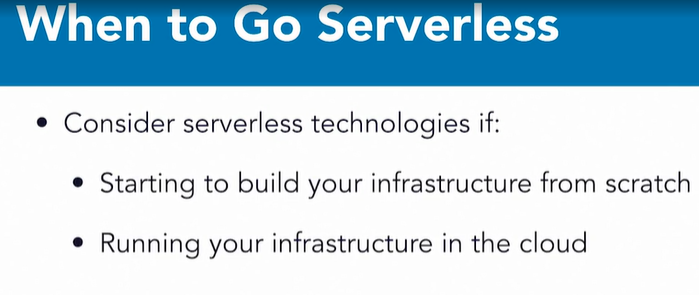 When to Go Serverless
• Consider serverless technologies if:
• Starting to build your infrastructure from scratch
• Running your infrastructure in the cloud